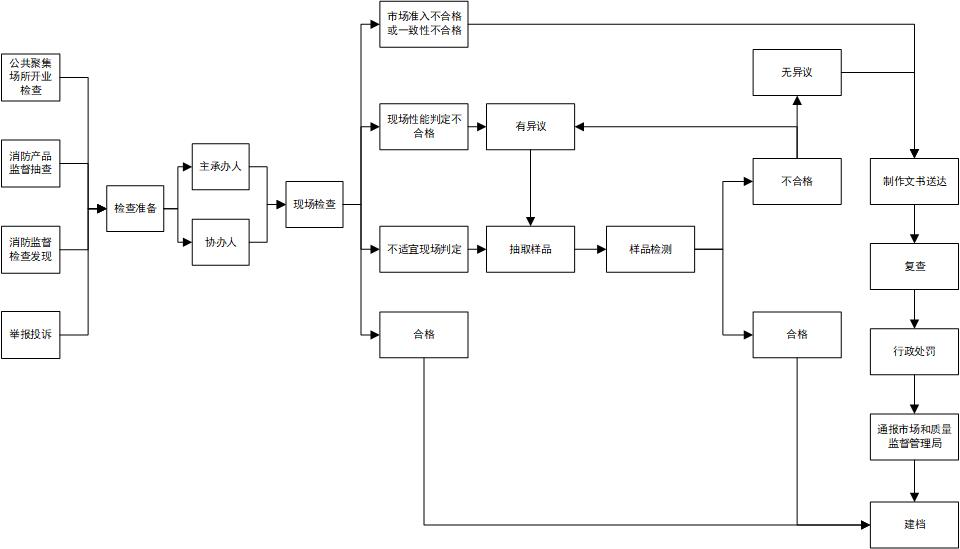 公共聚集
场所开业
检查
消防产品
监督抽查
消防监督
检查发现
举报投诉
检查准备
主承办人
协办人
现场检查
市场准入不合格
或一致性不合格
现场性能判定不
合格
不适宜现场判定
合格
有异议
抽取样品
样品检测
无异议
不合格
合格
制作文书送达
复查
行政处罚
通报市场和质量
监督管理局
建档